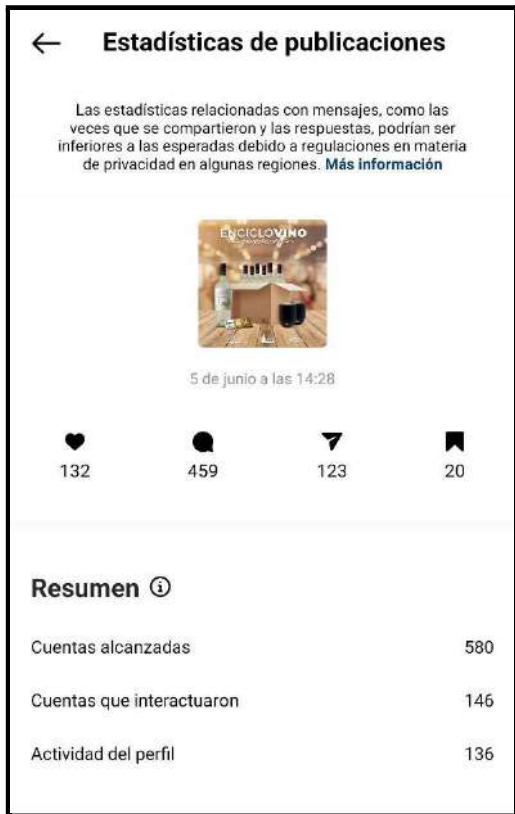 Estadísticas de publicaciones
Las estadísticas relacionadas con mensajes, como las
veces que se compartieron y las respuestas, podrían ser
inferiores a las esperadas debido a regulaciones en materia
de privacidad en algunas regiones. Más información
ENCICLOVINO
5 de junio a las 14:28
132 459 123 20
Resumen
Cuentas alcanzadas 580
Cuentas que interactuaron 146
Actividad del perfil 136